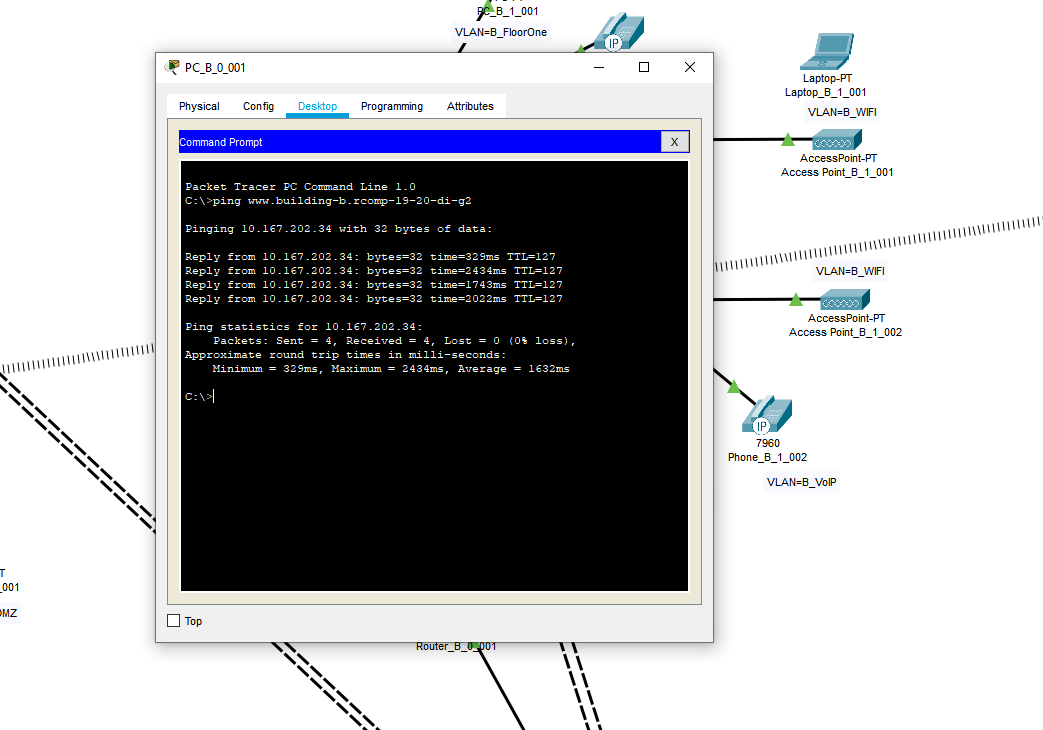 PC_B_1_001
VLAN=B_FloorOne
IP
PC_B_0_001
Physical
Config
Desktop
Programming
Attributes
Command Prompt
X
Packet Tracer PC Command Line 1.0
C:\>ping www.building-b.rcomp-19-20-di-g2
Pinging 10.167.202.34 with 32 bytes of data:
Reply from 10.167.202.34: bytes=32 time=329ms TTL=127
Reply from 10.167.202.34: bytes=32 time=2434ms TTL=127
Reply from 10.167.202.34: bytes=32 time=1743ms TTL=127
Reply from 10.167.202.34: bytes=32 time=2022ms TTL=127
Ping statistics for 10.167.202.34:
Packets: Sent = 4, Received = 4, Lost = 0 (0% loss),
Approximate round trip times in milli-seconds:
Minimum = 329ms, Maximum = 2434ms, Average = 1632ms
C:\>
Top
Laptop-PT
Laptop_B_1_001
VLAN=B_WIFI
AccessPoint-PT
Access Point_B_1_001
VLAN=B_WIFI
AccessPoint-PT
Access Point_B_1_002
IP
7960
Phone_B_1_002
VLAN=B_VoIP
T
_001
DMZ
Router_B_0_001